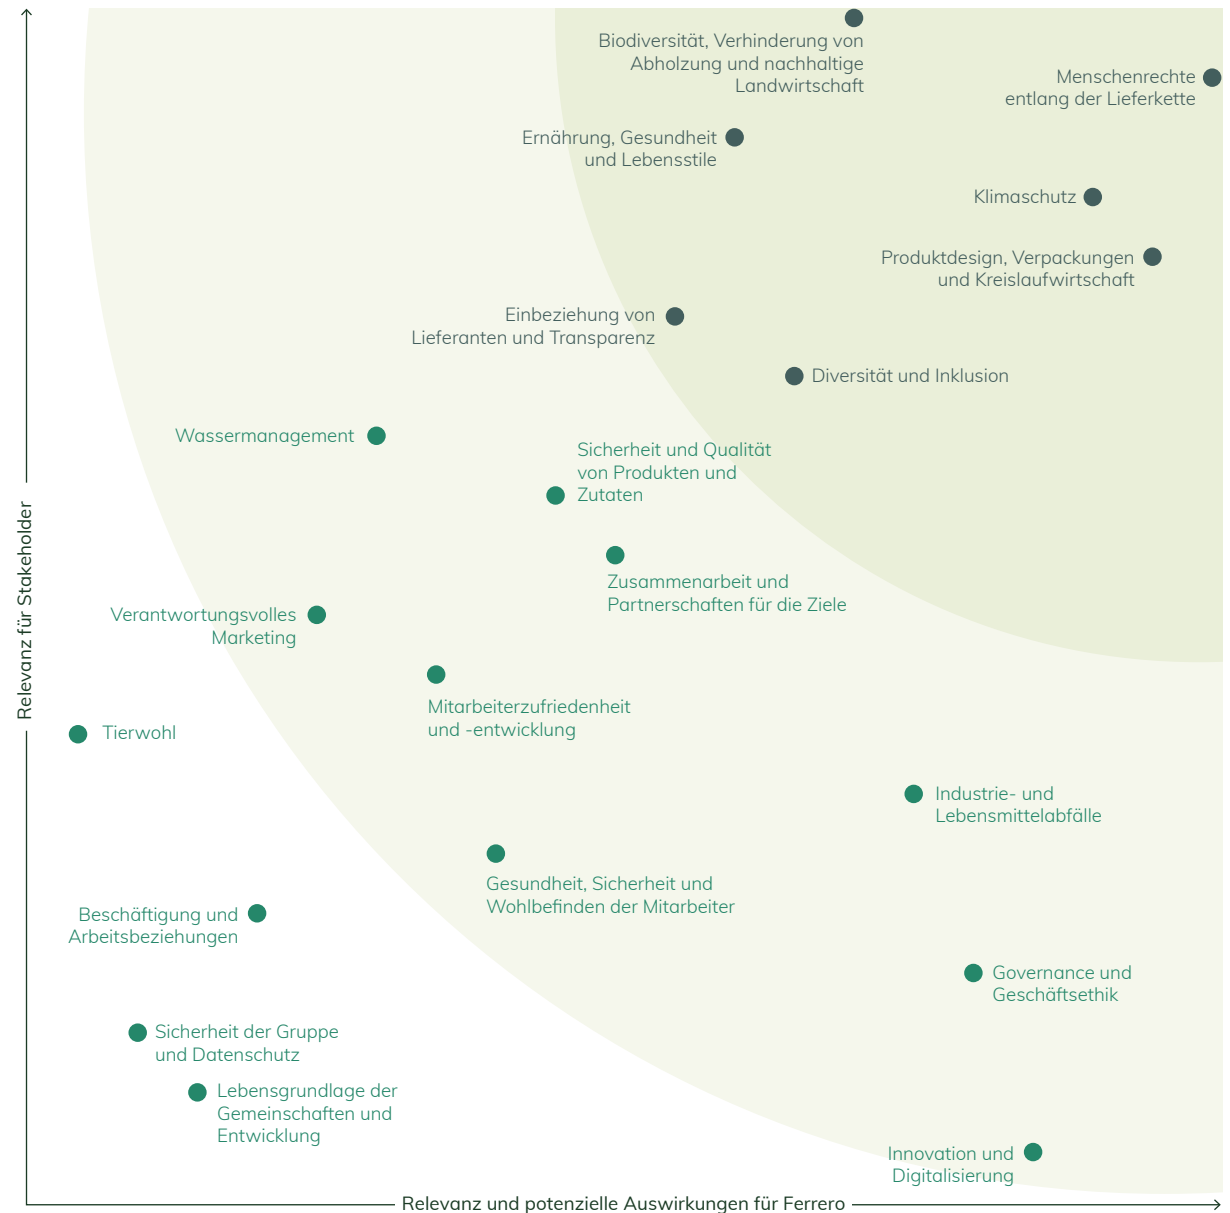 Biodiversität, Verhinderung von
Abholzung und nachhaltige
Landwirtschaft
Menschenrechte
entlang der Lieferkette
Ernährung, Gesundheit
und Lebensstile
Klimaschutz
Produktdesign, Verpackungen
und Kreislaufwirtschaft
Einbeziehung von
Lieferanten und Transparenz
Diversität und Inklusion
Wassermanagement
Sicherheit und Qualität
von Produkten und
Zutaten
Zusammenarbeit und
Partnerschaften für die Ziele
Verantwortungsvolles
Marketing
Mitarbeiterzufriedenheit
und -entwicklung
Tierwohl
Industrie- und
Lebensmittelabfälle
Gesundheit, Sicherheit und
Wohlbefinden der Mitarbeiter
Beschäftigung und
Arbeitsbeziehungen
Governance und
Geschäftsethik
Sicherheit der Gruppe
und Datenschutz
Lebensgrundlage der
Gemeinschaften und
Entwicklung
Innovation und
Digitalisierung
Relevanz für Stakeholder
Relevanz und potenzielle Auswirkungen für Ferrero